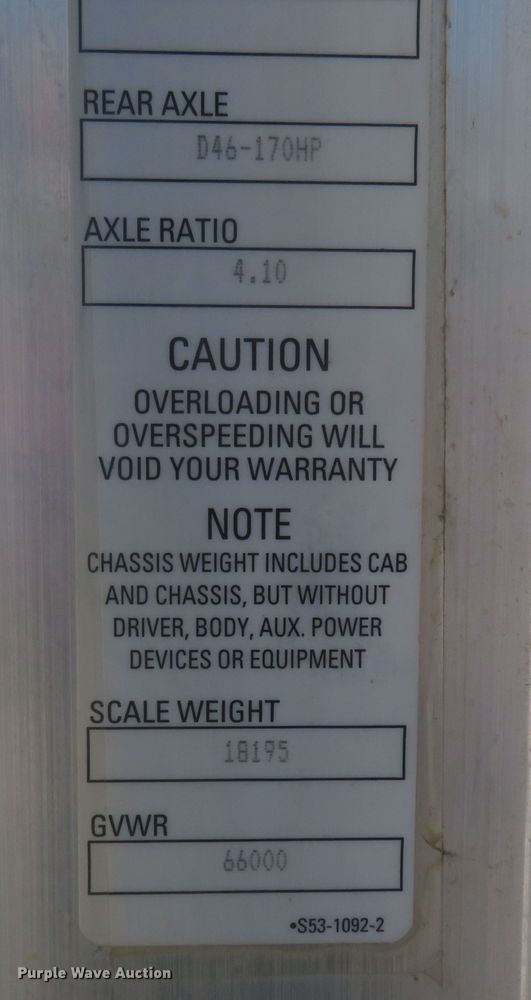 REAR AXLE
D46-170HP
AXLE RATIO
4.10
CAUTION
OVERLOADING OR
OVERSPEEDING WILL
VOID YOUR WARRANTY
NOTE
CHASSIS WEIGHT INCLUDES CAB
AND CHASSIS, BUT WITHOUT
DRIVER, BODY, AUX. POWER
DEVICES OR EQUIPMENT
SCALE WEIGHT
18195
GVWR
66000
•S53-1092-2
Purple Wave Auction